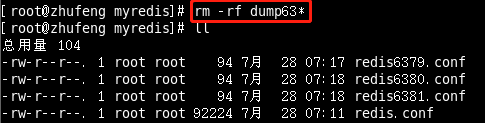 [root@zhufeng myredis]# rm -rf dump63*
[root@zhufeng myredis]# ll
总用量 104
-rw-r--r--. 1 root root    94 7月  28 07:17 redis6379.conf
-rw-r--r--. 1 root root    94 7月  28 07:18 redis6380.conf
-rw-r--r--. 1 root root    94 7月  28 07:18 redis6381.conf
-rw-r--r--. 1 root root 92224 7月  28 07:11 redis.conf